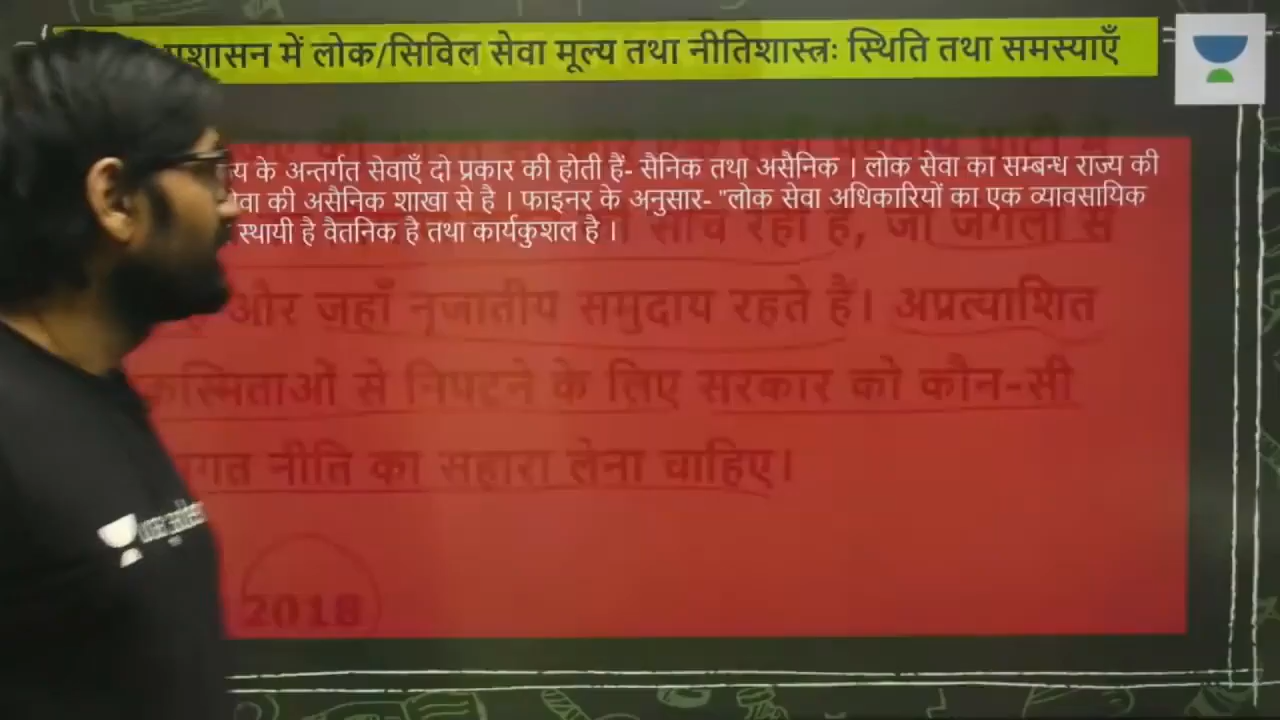 प्रशासन में लोक/सिविल सेवा मूल्य तथा नीतिशास्त्रः स्थिति तथा समस्याएँ
के अन्तर्गत सेवाएँ दो प्रकार की होती हैं- सैनिक तथा असैनिक । लोक सेवा का सम्बन्ध राज्य की
की असैनिक शाखा से है । फाइनर के अनुसार- "लोक सेवा अधिकारियों का एक व्यावसायिक
स्थायी है वैतनिक है तथा कार्यकुशल है ।
रहा है, जो जंगलों से
और जहाँ नृजातीय समुदाय रहते हैं। अप्रत्याशित
से निपटने के लिए सरकार को कौन-सी
नीति का सहारा लेना चाहिए।
2018